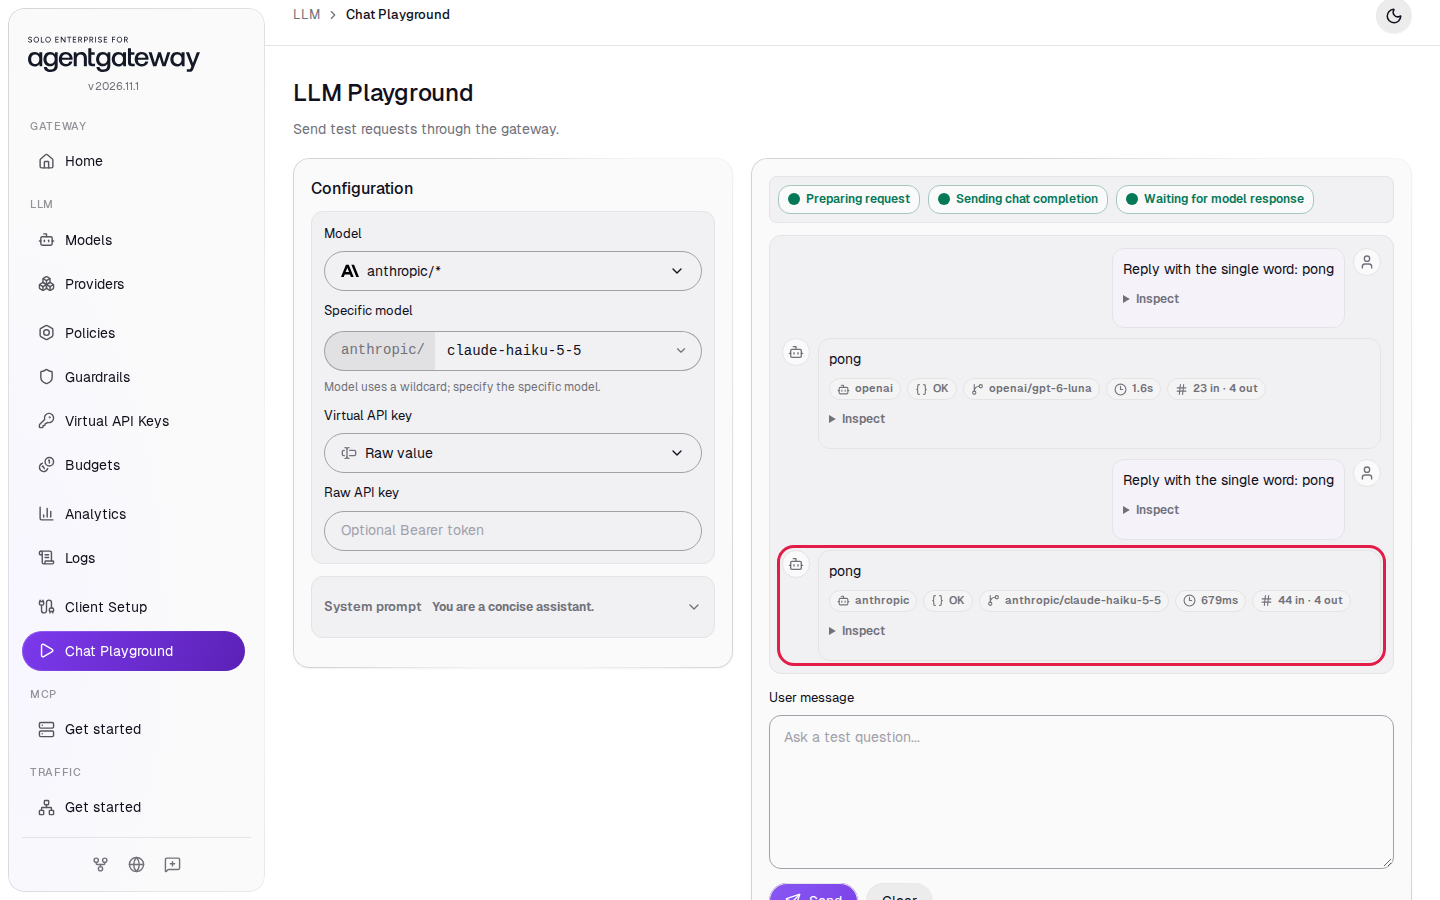 SOLO ENTERPRISE FOR
agentgateway
v2026.11.1
GATEWAY
Home
LLM
Models
Providers
Policies
Guardrails
Virtual API Keys
Budgets
Analytics
Logs
Client Setup
Chat Playground
MCP
Get started
TRAFFIC
Get started
LLM > Chat Playground
LLM Playground
Send test requests through the gateway.
Configuration
Model
anthropic/*
Specific model
anthropic/ claude-haiku-5-5
Model uses a wildcard; specify the specific model.
Virtual API key
Raw value
Raw API key
Optional Bearer token
System prompt You are a concise assistant.
Preparing request Sending chat completion Waiting for model response
Reply with the single word: pong
Inspect
pong
openai {} OK openai/gpt-6-luna 1.6s # 23 in · 4 out
Inspect
Reply with the single word: pong
Inspect
pong
anthropic {} OK anthropic/claude-haiku-5-5 679ms # 44 in · 4 out
Inspect
User message
Ask a test question...
Send Clear